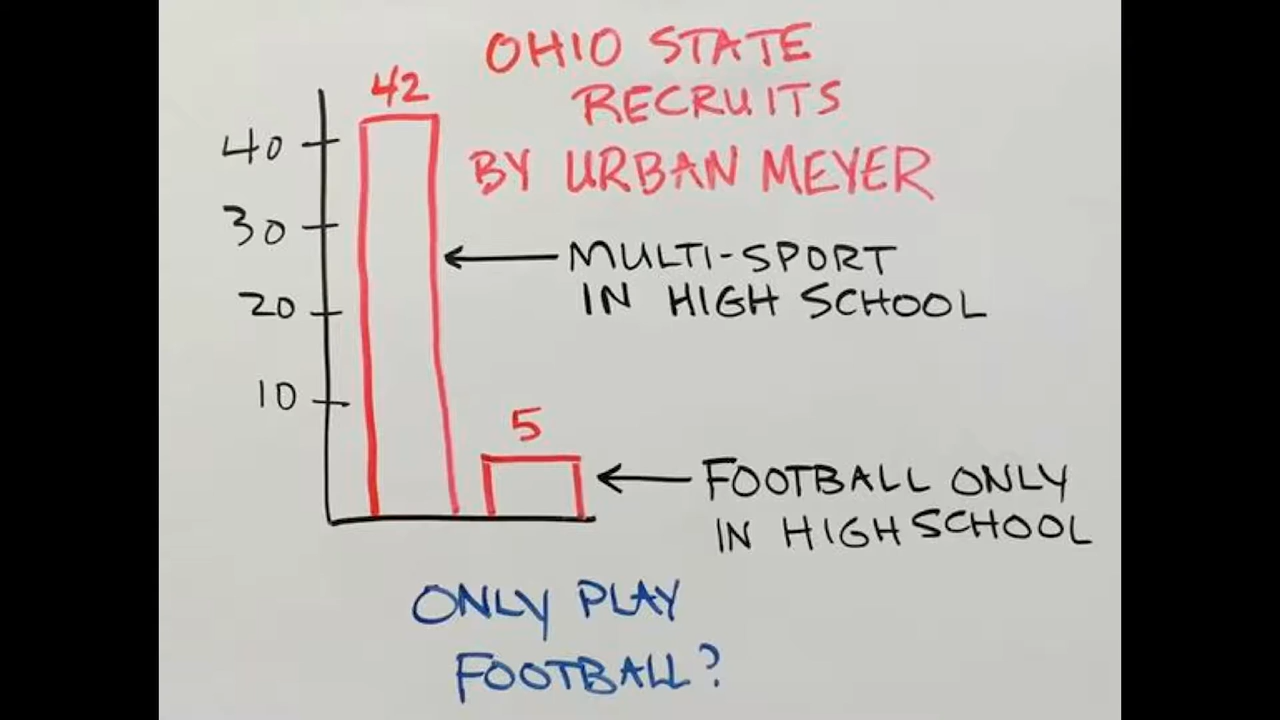 OHIO STATE
RECRUITS
BY URBAN MEYER
42
40
30
20
10
MULTI-SPORT
IN HIGH SCHOOL
5
FOOTBALL ONLY
IN HIGH SCHOOL
ONLY PLAY
FOOTBALL?